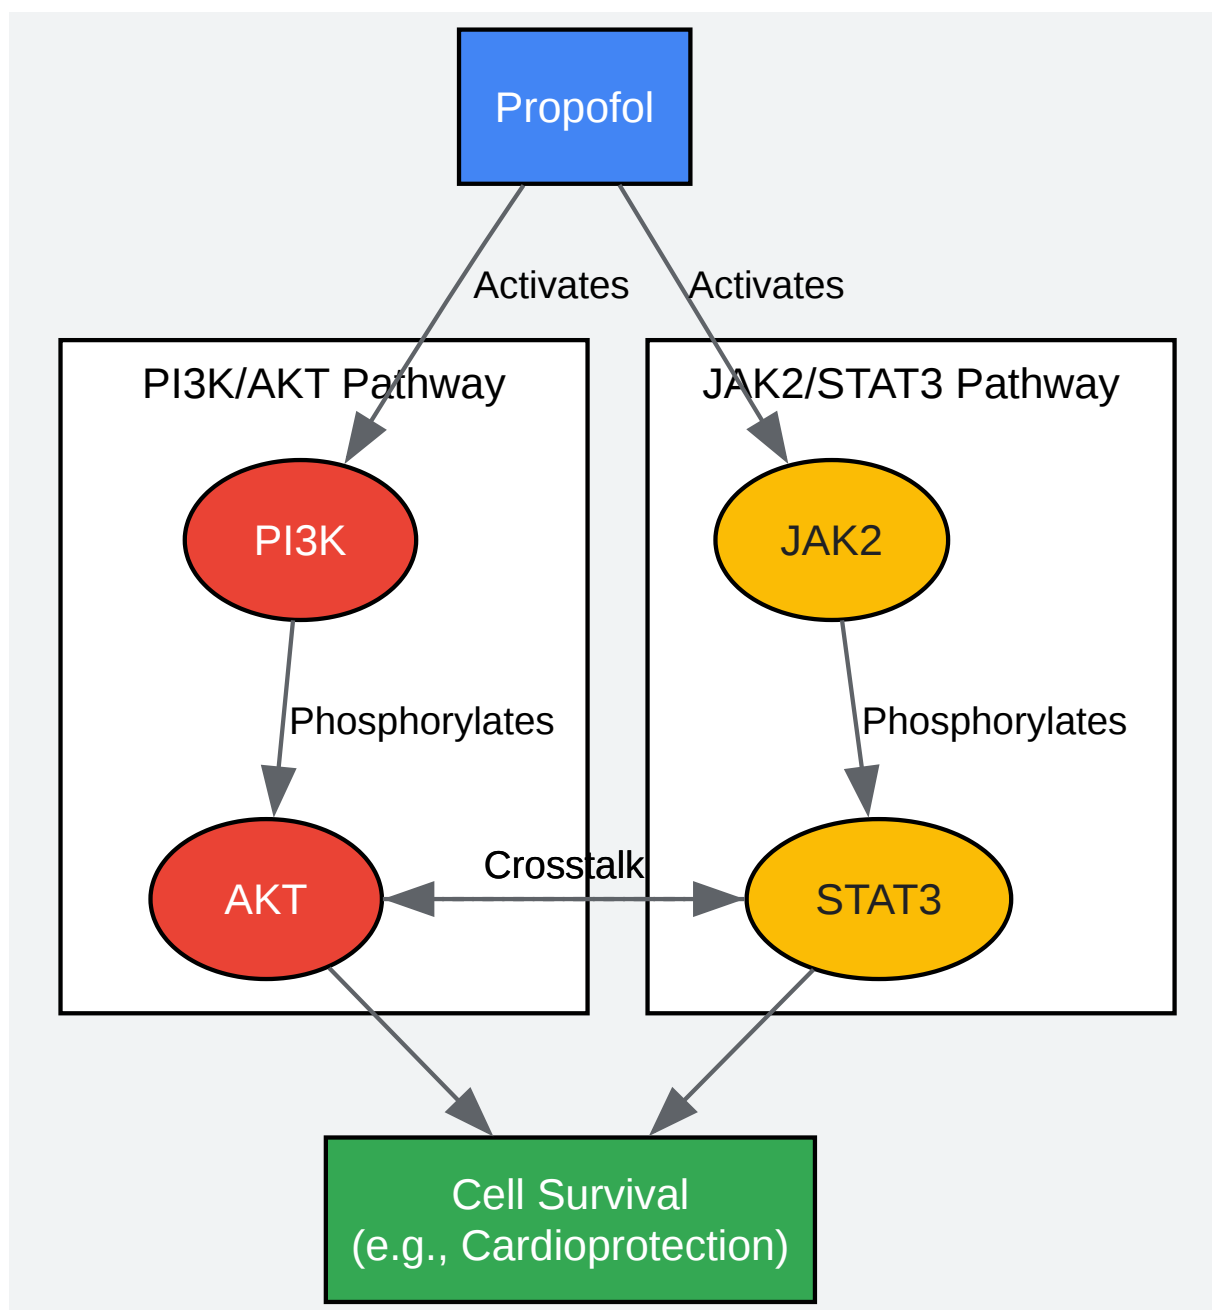 Propofol
Activates
Activates
PI3K/AKT Pathway
JAK2/STAT3 Pathway
PI3K
JAK2
Phosphorylates
Phosphorylates
Crosstalk
AKT
STAT3
Cell Survival
(e.g., Cardioprotection)